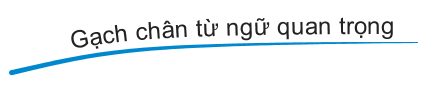 Gạch chân từ ngữ quan trọng